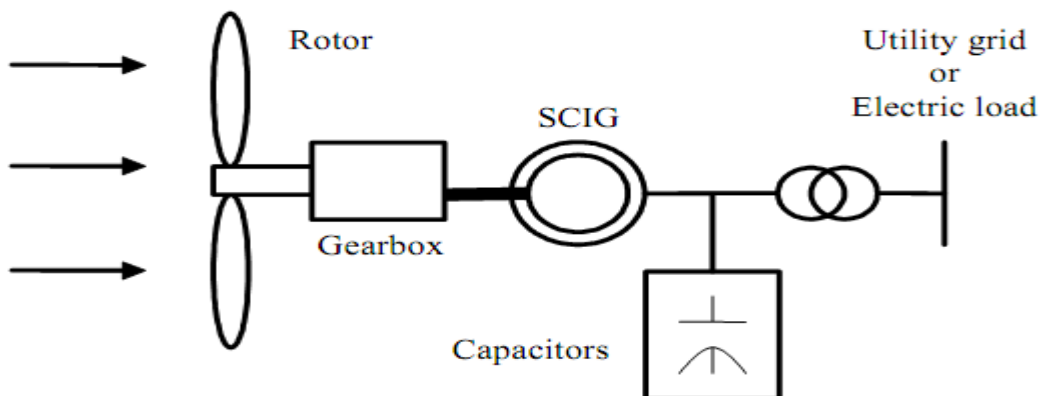 Rotor
Utility grid
or
Electric load
SCIG
Gearbox
Capacitors